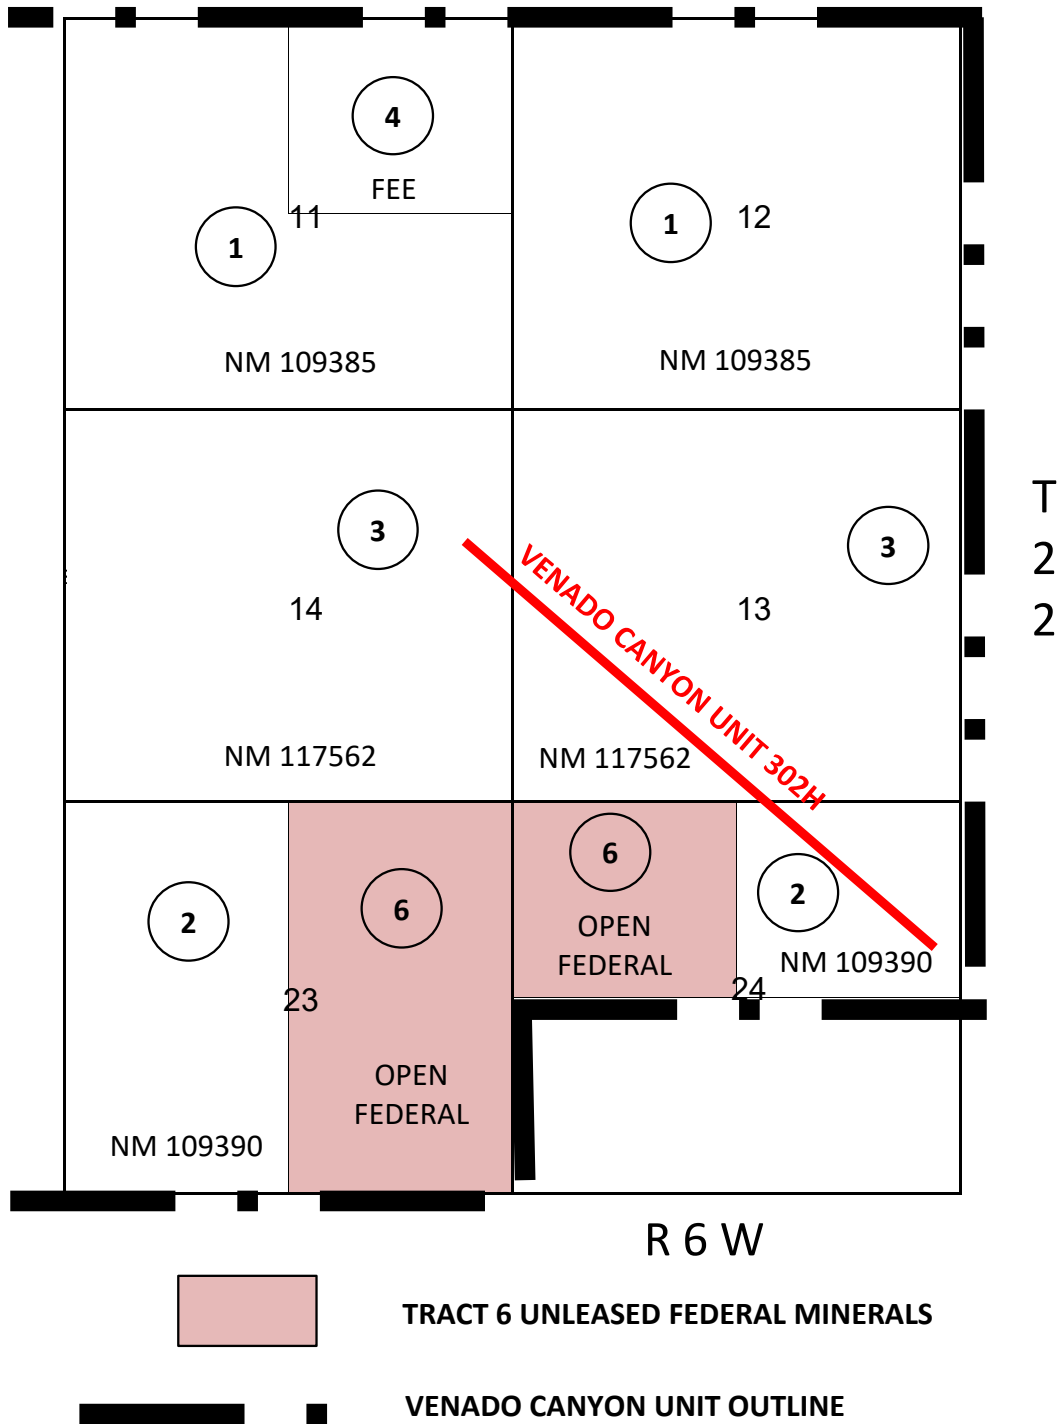 4
FEE
11
1
NM 109385
1
12
NM 109385
3
14
NM 117562
3
13
NM 117562
VENADO CANYON UNIT 302H
T
2
2
2
23
NM 109390
6
OPEN
FEDERAL
6
OPEN
FEDERAL
2
NM 109390
24
R 6 W
TRACT 6 UNLEASED FEDERAL MINERALS
VENADO CANYON UNIT OUTLINE